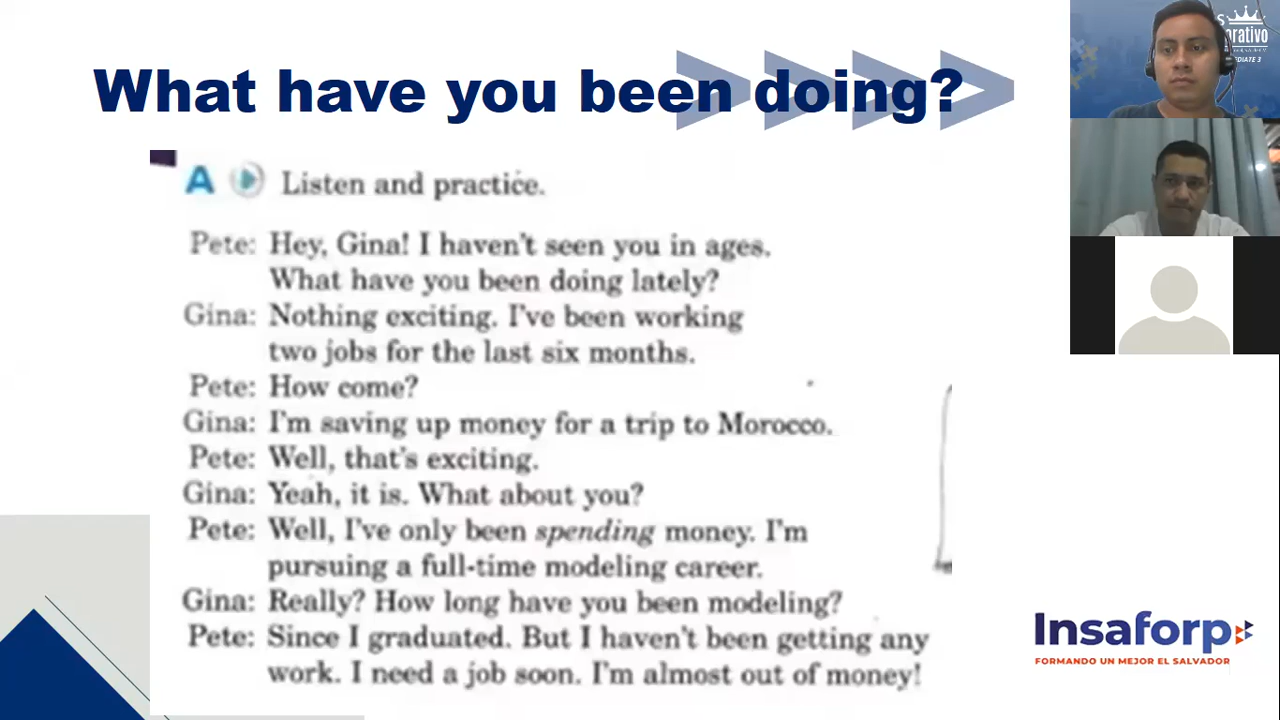 What have you been doing?
A Listen and practice.
Pete: Hey, Gina! I haven't seen you in ages.
What have you been doing lately?
Gina: Nothing exciting. I've been working
two jobs for the last six months.
Pete: How come?
Gina: I'm saving up money for a trip to Morocco.
Pete: Well, that's exciting.
Gina: Yeah, it is. What about you?
Pete: Well, I've only been spending money. I'm
pursuing a full-time modeling career.
Gina: Really? How long have you been modeling?
Pete: Since I graduated. But I haven't been getting any
work. I need a job soon. I'm almost out of money!
Insaforp
FORMANDO UN MEJOR EL SALVADOR